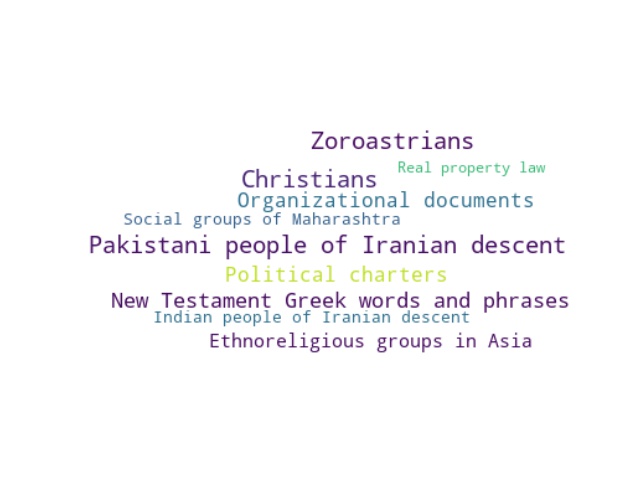 Zoroastrians
Real property law
Christians
Organizational documents
Social groups of Maharashtra
Pakistani people of Iranian descent
Political charters
New Testament Greek words and phrases
Indian people of Iranian descent
Ethnoreligious groups in Asia